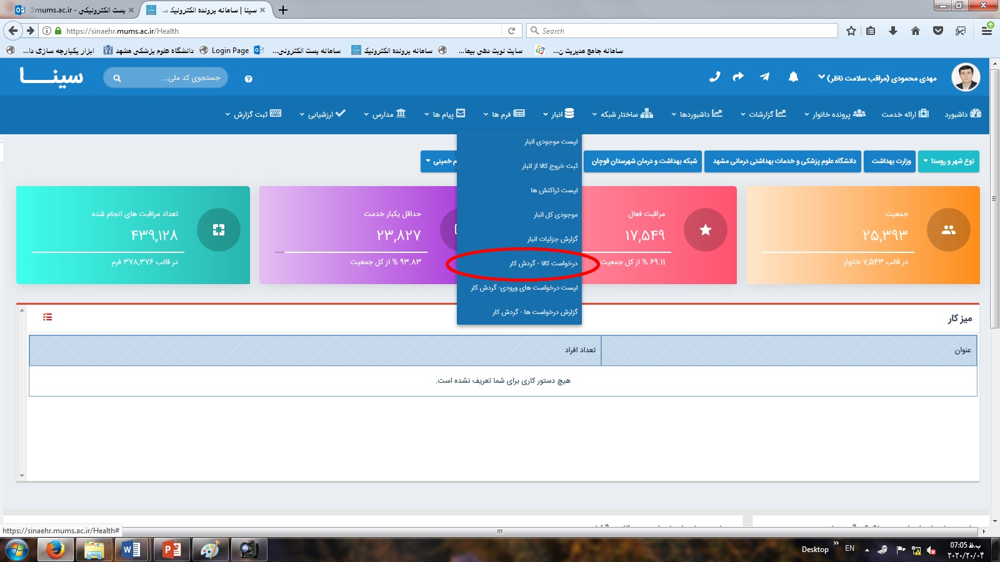 پست الکترونیکی - mums.ac.ir@
سینا | سامانه پرونده الکترونیک سا
https://sinaehr.mums.ac.ir/Health
Search
ابزار یکپارچه سازی دا...
دانشگاه علوم پزشکی مشهد
Login Page
سامانه پست الکترونی...
سامانه پرونده الکترونیک
سایت نوبت دهی بیما...
سامانه جامع مدیریت ن...
سینا
جستجوی کد ملی...
مهدی محمودی (مراقب سلامت ناظر)
داشبورد
ارائه خدمت
پرونده خانوار
گزارشات
داشبوردها
ساختار شبکه
انبار
فرم ها
پیام ها
مدارس
ارزشیابی
ثبت گزارش
لیست موجودی انبار
ثبت خروج کالا از انبار
لیست تراکنش ها
موجودی کل انبار
گزارش جزئیات انبار
درخواست کالا - گردش کار
لیست درخواست های ورودی- گردش کار
گزارش درخواست ها - گردش کار
نوع شهر و روستا
وزارت بهداشت
دانشگاه علوم پزشکی و خدمات بهداشتی درمانی مشهد
شبکه بهداشت و درمان شهرستان قوچان
م خمینی
جمعیت
۲۵,۳۹۳
در قالب ۷,۵۴۳ خانوار
مراقبت فعال
۱۷,۵۴۹
۶۹.۱۱ % از کل جمعیت
حداقل یکبار خدمت
۲۳,۸۲۷
۹۳.۸۳ % از کل جمعیت
تعداد مراقبت های انجام شده
۴۳۹,۱۲۸
در قالب ۳۷۸,۳۷۶ فرم
میز کار
عنوان
تعداد افراد
هیچ دستور کاری برای شما تعریف نشده است.
https://sinaehr.mums.ac.ir/Health#
Desktop
EN
07:05 ب.ظ
۲۰۲۰/۲۰/۰۴